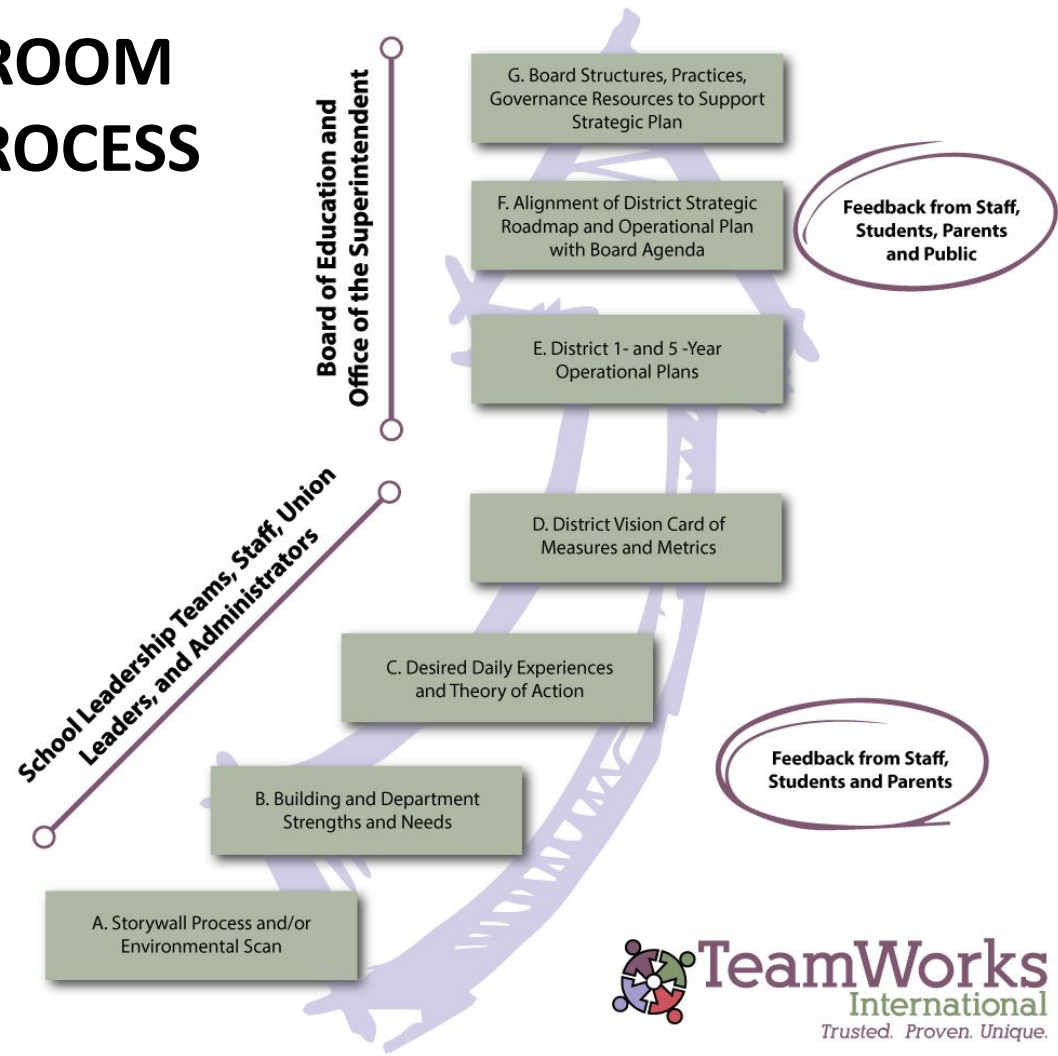 ROOM
ROCESS
Board of Education and
Office of the Superintendent
G. Board Structures, Practices,
Governance Resources to Support
Strategic Plan
F. Alignment of District Strategic
Roadmap and Operational Plan
with Board Agenda
Feedback from Staff,
Students, Parents
and Public
E. District 1- and 5 -Year
Operational Plans
School Leadership Teams, Staff, Union
Leaders, and Administrators
D. District Vision Card of
Measures and Metrics
C. Desired Daily Experiences
and Theory of Action
Feedback from Staff,
Students and Parents
B. Building and Department
Strengths and Needs
A. Storywall Process and/or
Environmental Scan
TeamWorks
International
Trusted. Proven. Unique.